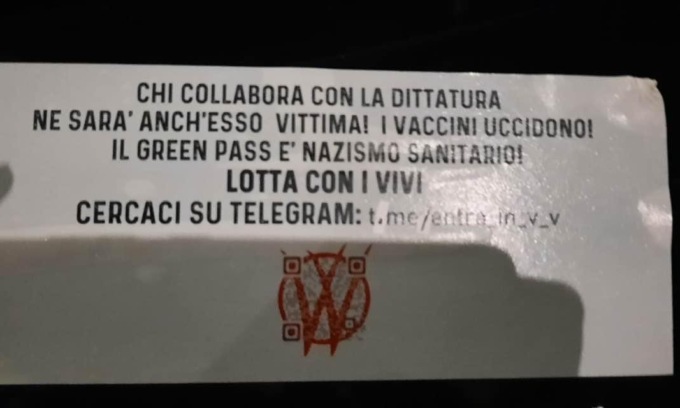 CHI COLLABORA CON LA DITTATURA
NE SARA' ANCH'ESSO VITTIMA! I VACCINI UCCIDONO!
IL GREEN PASS E' NAZISMO SANITARIO!
LOTTA CON I VIVI
CERCACI SU TELEGRAM: t.me/entra_in_v_v